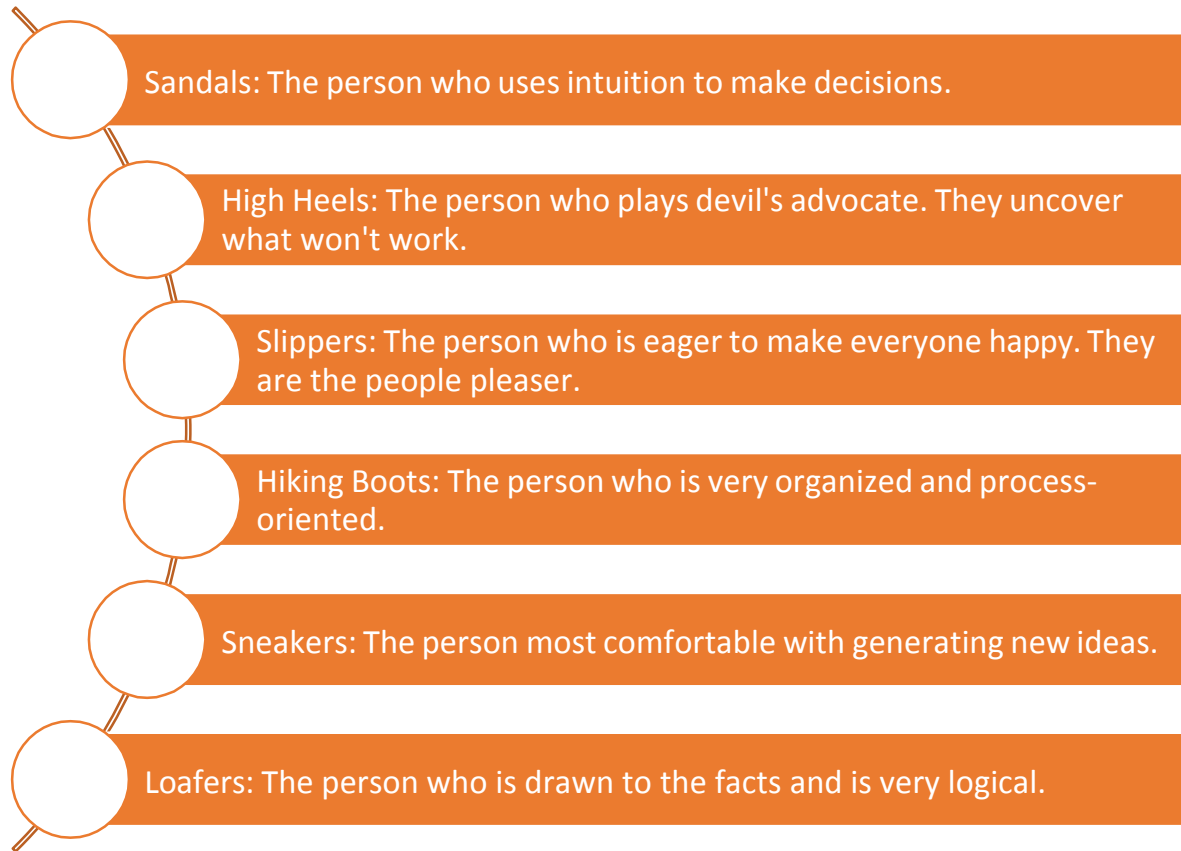 Sandals: The person who uses intuition to make decisions.
High Heels: The person who plays devil's advocate. They uncover
what won't work.
Slippers: The person who is eager to make everyone happy. They
are the people pleaser.
Hiking Boots: The person who is very organized and process-
oriented.
Sneakers: The person most comfortable with generating new ideas.
Loafers: The person who is drawn to the facts and is very logical.